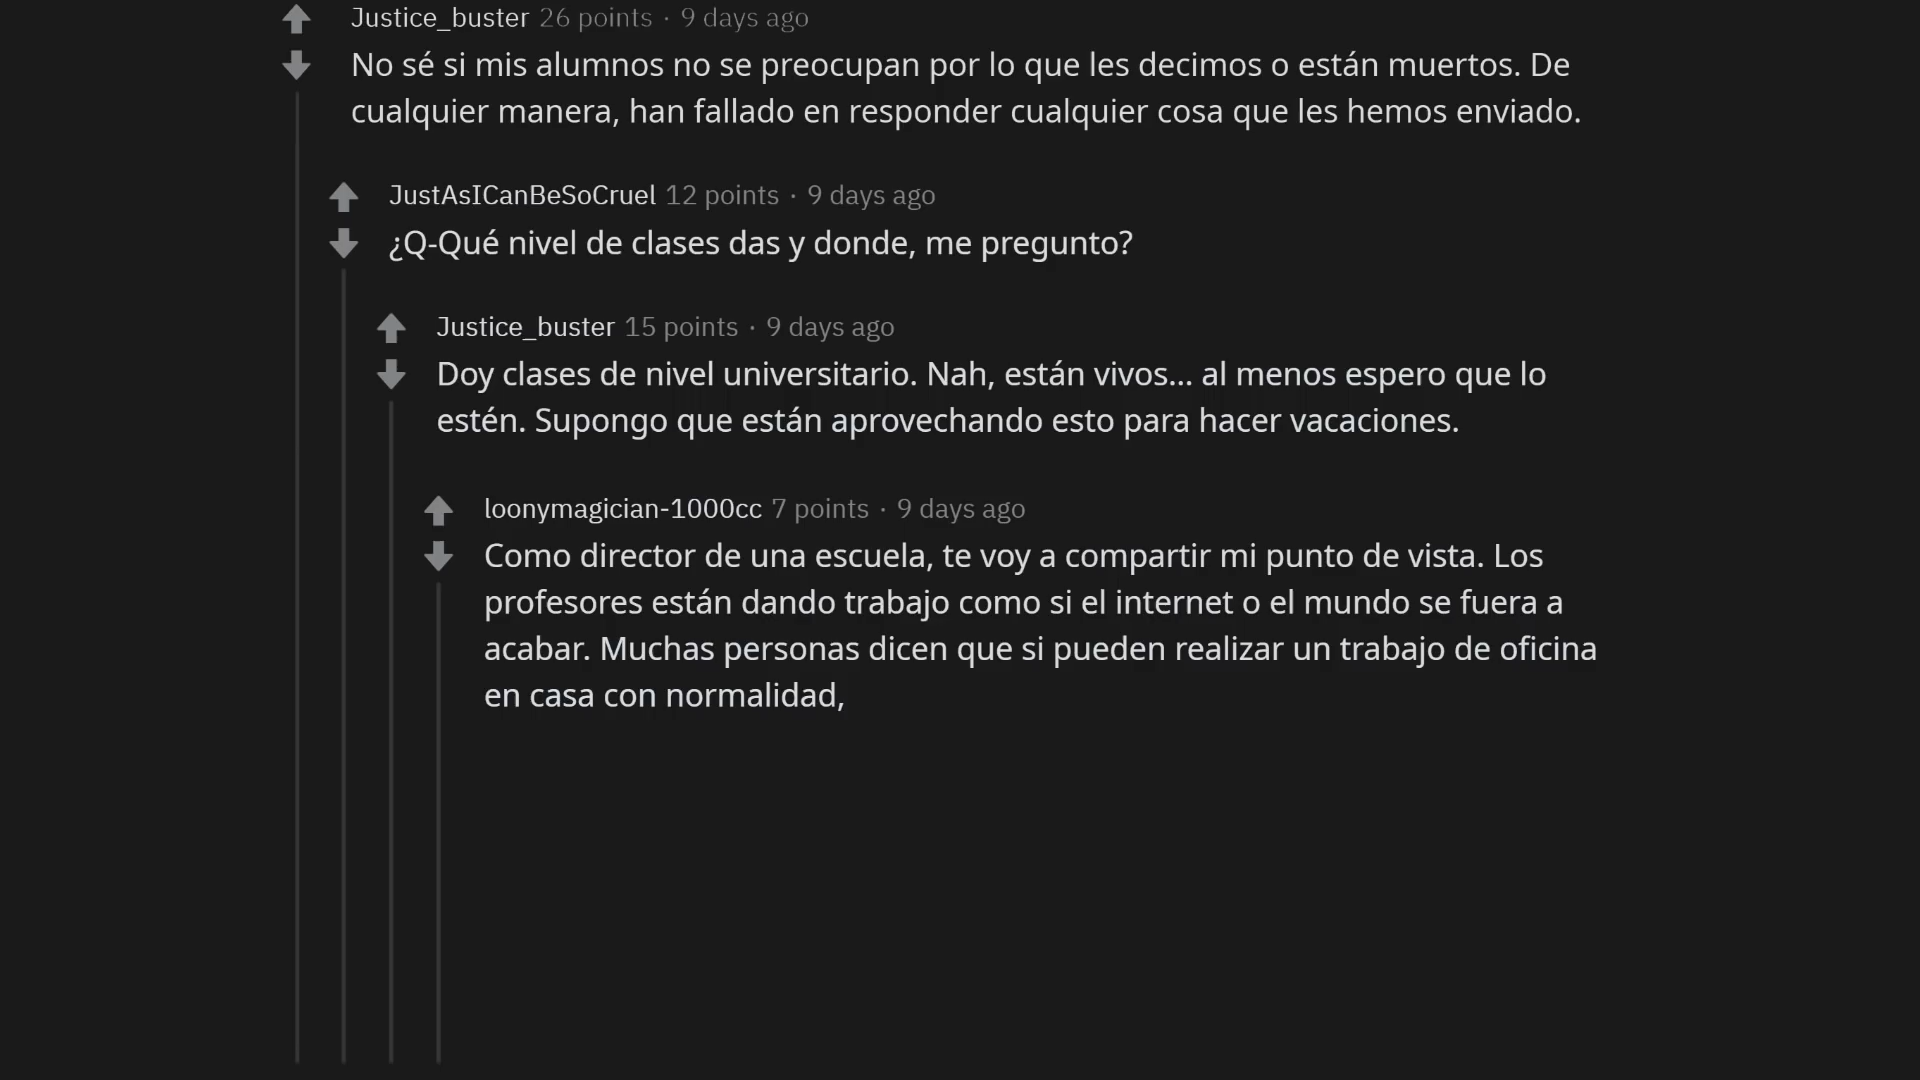 Justice_buster 26 points · 9 days ago
No sé si mis alumnos no se preocupan por lo que les decimos o están muertos. De
cualquier manera, han fallado en responder cualquier cosa que les hemos enviado.
JustAsICanBeSoCruel 12 points · 9 days ago
¿Q-Qué nivel de clases das y donde, me pregunto?
Justice_buster 15 points · 9 days ago
Doy clases de nivel universitario. Nah, están vivos... al menos espero que lo
estén. Supongo que están aprovechando esto para hacer vacaciones.
loonymagician-1000cc 7 points · 9 days ago
Como director de una escuela, te voy a compartir mi punto de vista. Los
profesores están dando trabajo como si el internet o el mundo se fuera a
acabar. Muchas personas dicen que si pueden realizar un trabajo de oficina
en casa con normalidad,